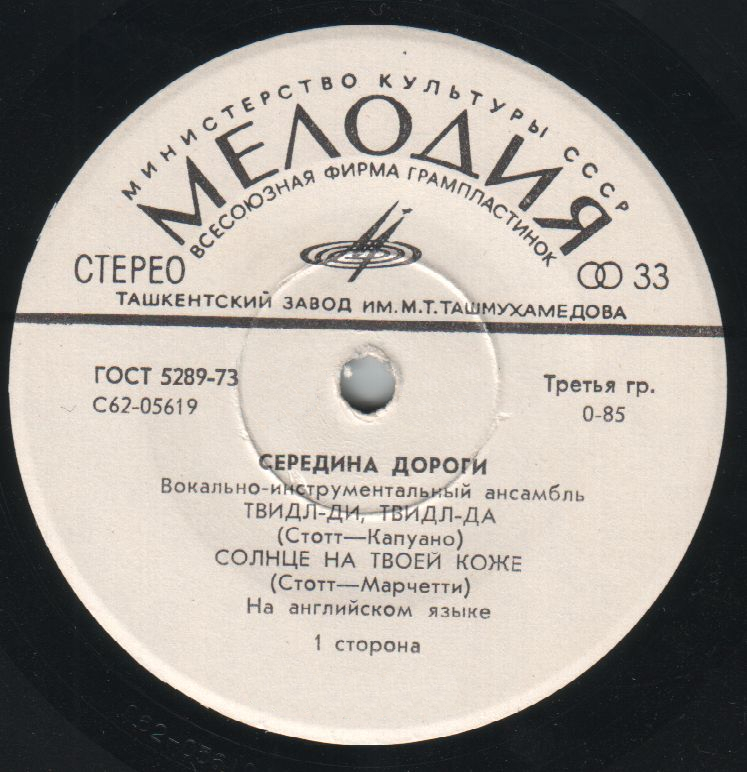 МИНИСТЕРСТВО КУЛЬТУРЫ СССР
МЕЛОДИЯ
ВСЕСОЮЗНАЯ ФИРМА ГРАМПЛАСТИНОК
СТЕРЕО 33
ТАШКЕНТСКИЙ ЗАВОД ИМ. М.Т. ТАШМУХАМЕДОВА
ГОСТ 5289-73 Третья гр.
С62-05619 0-85
СЕРЕДИНА ДОРОГИ
Вокально-инструментальный ансамбль
ТВИДЛ-ДИ, ТВИДЛ-ДА
(Стотт—Капуано)
СОЛНЦЕ НА ТВОЕЙ КОЖЕ
(Стотт—Марчетти)
На английском языке
1 сторона